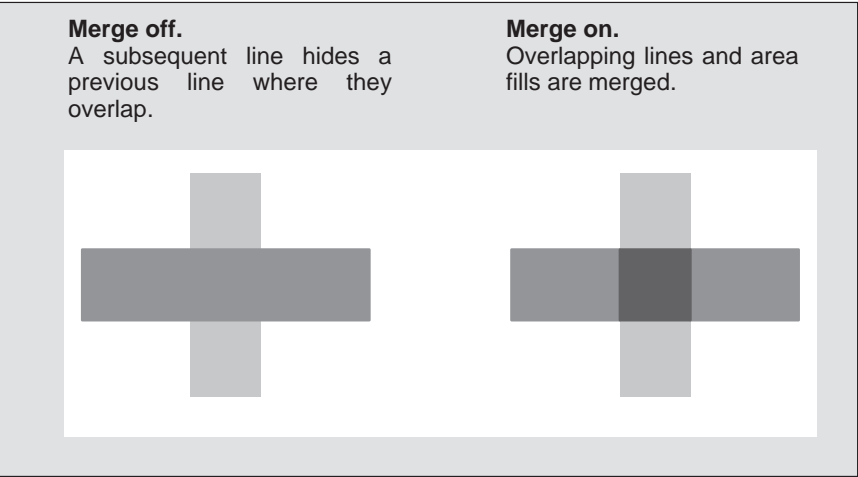 Merge off.
A subsequent line hides a
previous line where they
overlap.
Merge on.
Overlapping lines and area
fills are merged.